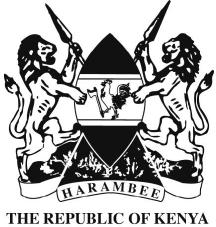 HARAMBEE
THE REPUBLIC OF KENYA